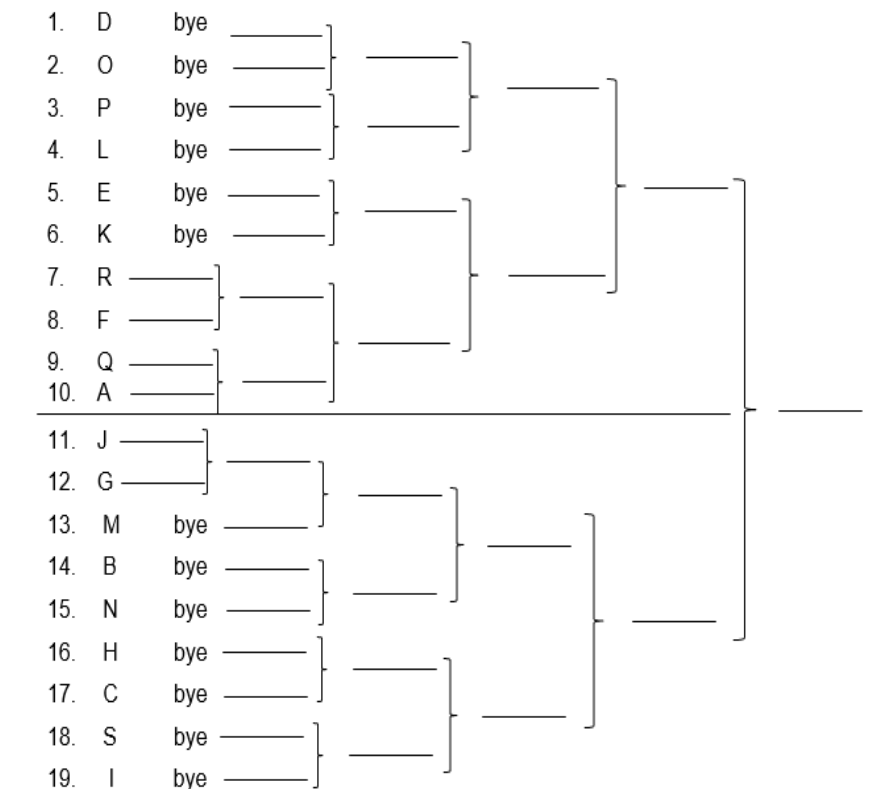 1. D bye
2. O bye
3. P bye
4. L bye
5. E bye
6. K bye
7. R
8. F
9. Q
10. A
11. J
12. G
13. M bye
14. B bye
15. N bye
16. H bye
17. C bye
18. S bye
19. I bye